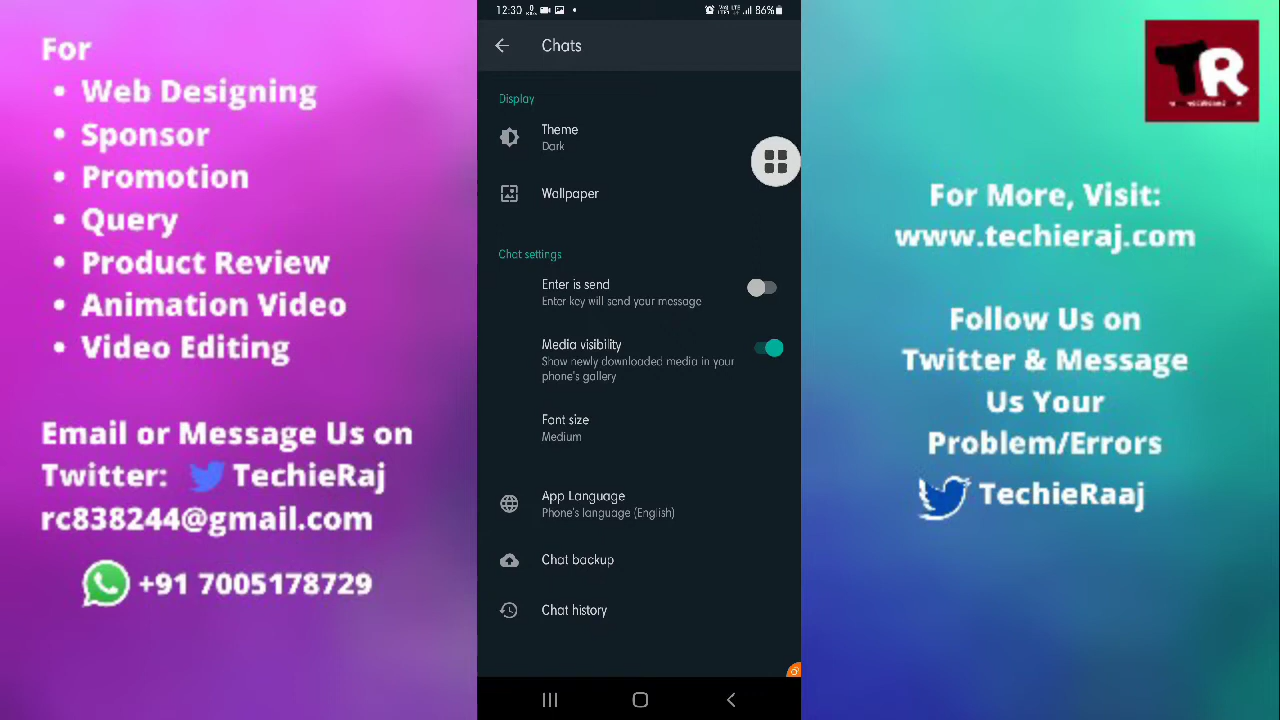 For
• Web Designing
• Sponsor
• Promotion
• Query
• Product Review
• Animation Video
• Video Editing
Email or Message Us on
Twitter: TechieRaj
rc838244@gmail.com
+91 7005178729
12:30
86%
Chats
Display
Theme
Dark
Wallpaper
Chat settings
Enter is send
Enter key will send your message
Media visibility
Show newly downloaded media in your
phone's gallery
Font size
Medium
App Language
Phone's language (English)
Chat backup
Chat history
TR
For More, Visit:
www.techieraj.com
Follow Us on
Twitter & Message
Us Your
Problem/Errors
TechieRaaj